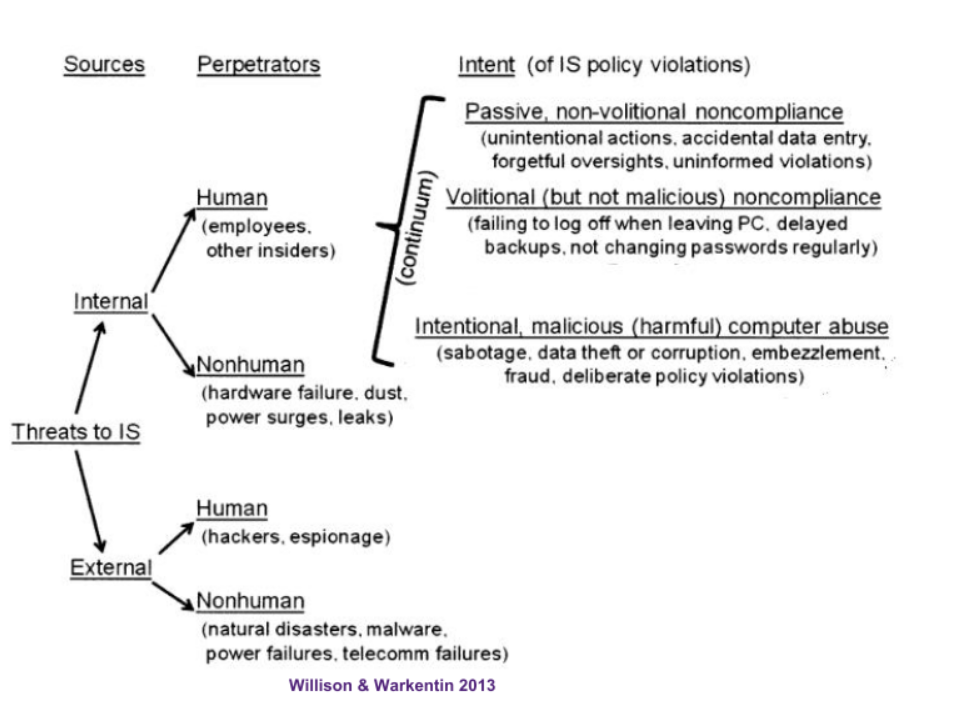 Sources Perpetrators Intent (of IS policy violations)
Passive, non-volitional noncompliance
(unintentional actions, accidental data entry,
forgetful oversights, uninformed violations)
Human
(employees,
other insiders)
(continuum)
Volitional (but not malicious) noncompliance
(failing to log off when leaving PC, delayed
backups, not changing passwords regularly)
Internal
Intentional, malicious (harmful) computer abuse
(sabotage, data theft or corruption, embezzlement,
fraud, deliberate policy violations)
Nonhuman
(hardware failure, dust,
power surges, leaks)
Threats to IS
Human
(hackers, espionage)
External
Nonhuman
(natural disasters, malware,
power failures, telecomm failures)
Willison & Warkentin 2013